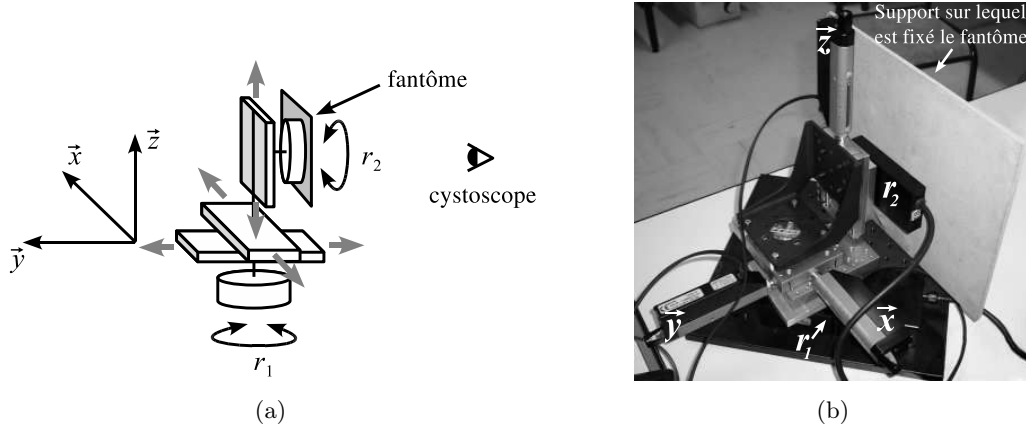 fantôme
z
x
r2
cystoscope
y
r1
(a)
Support sur lequel
est fixé le fantôme
z
r2
y
x
r1
(b)